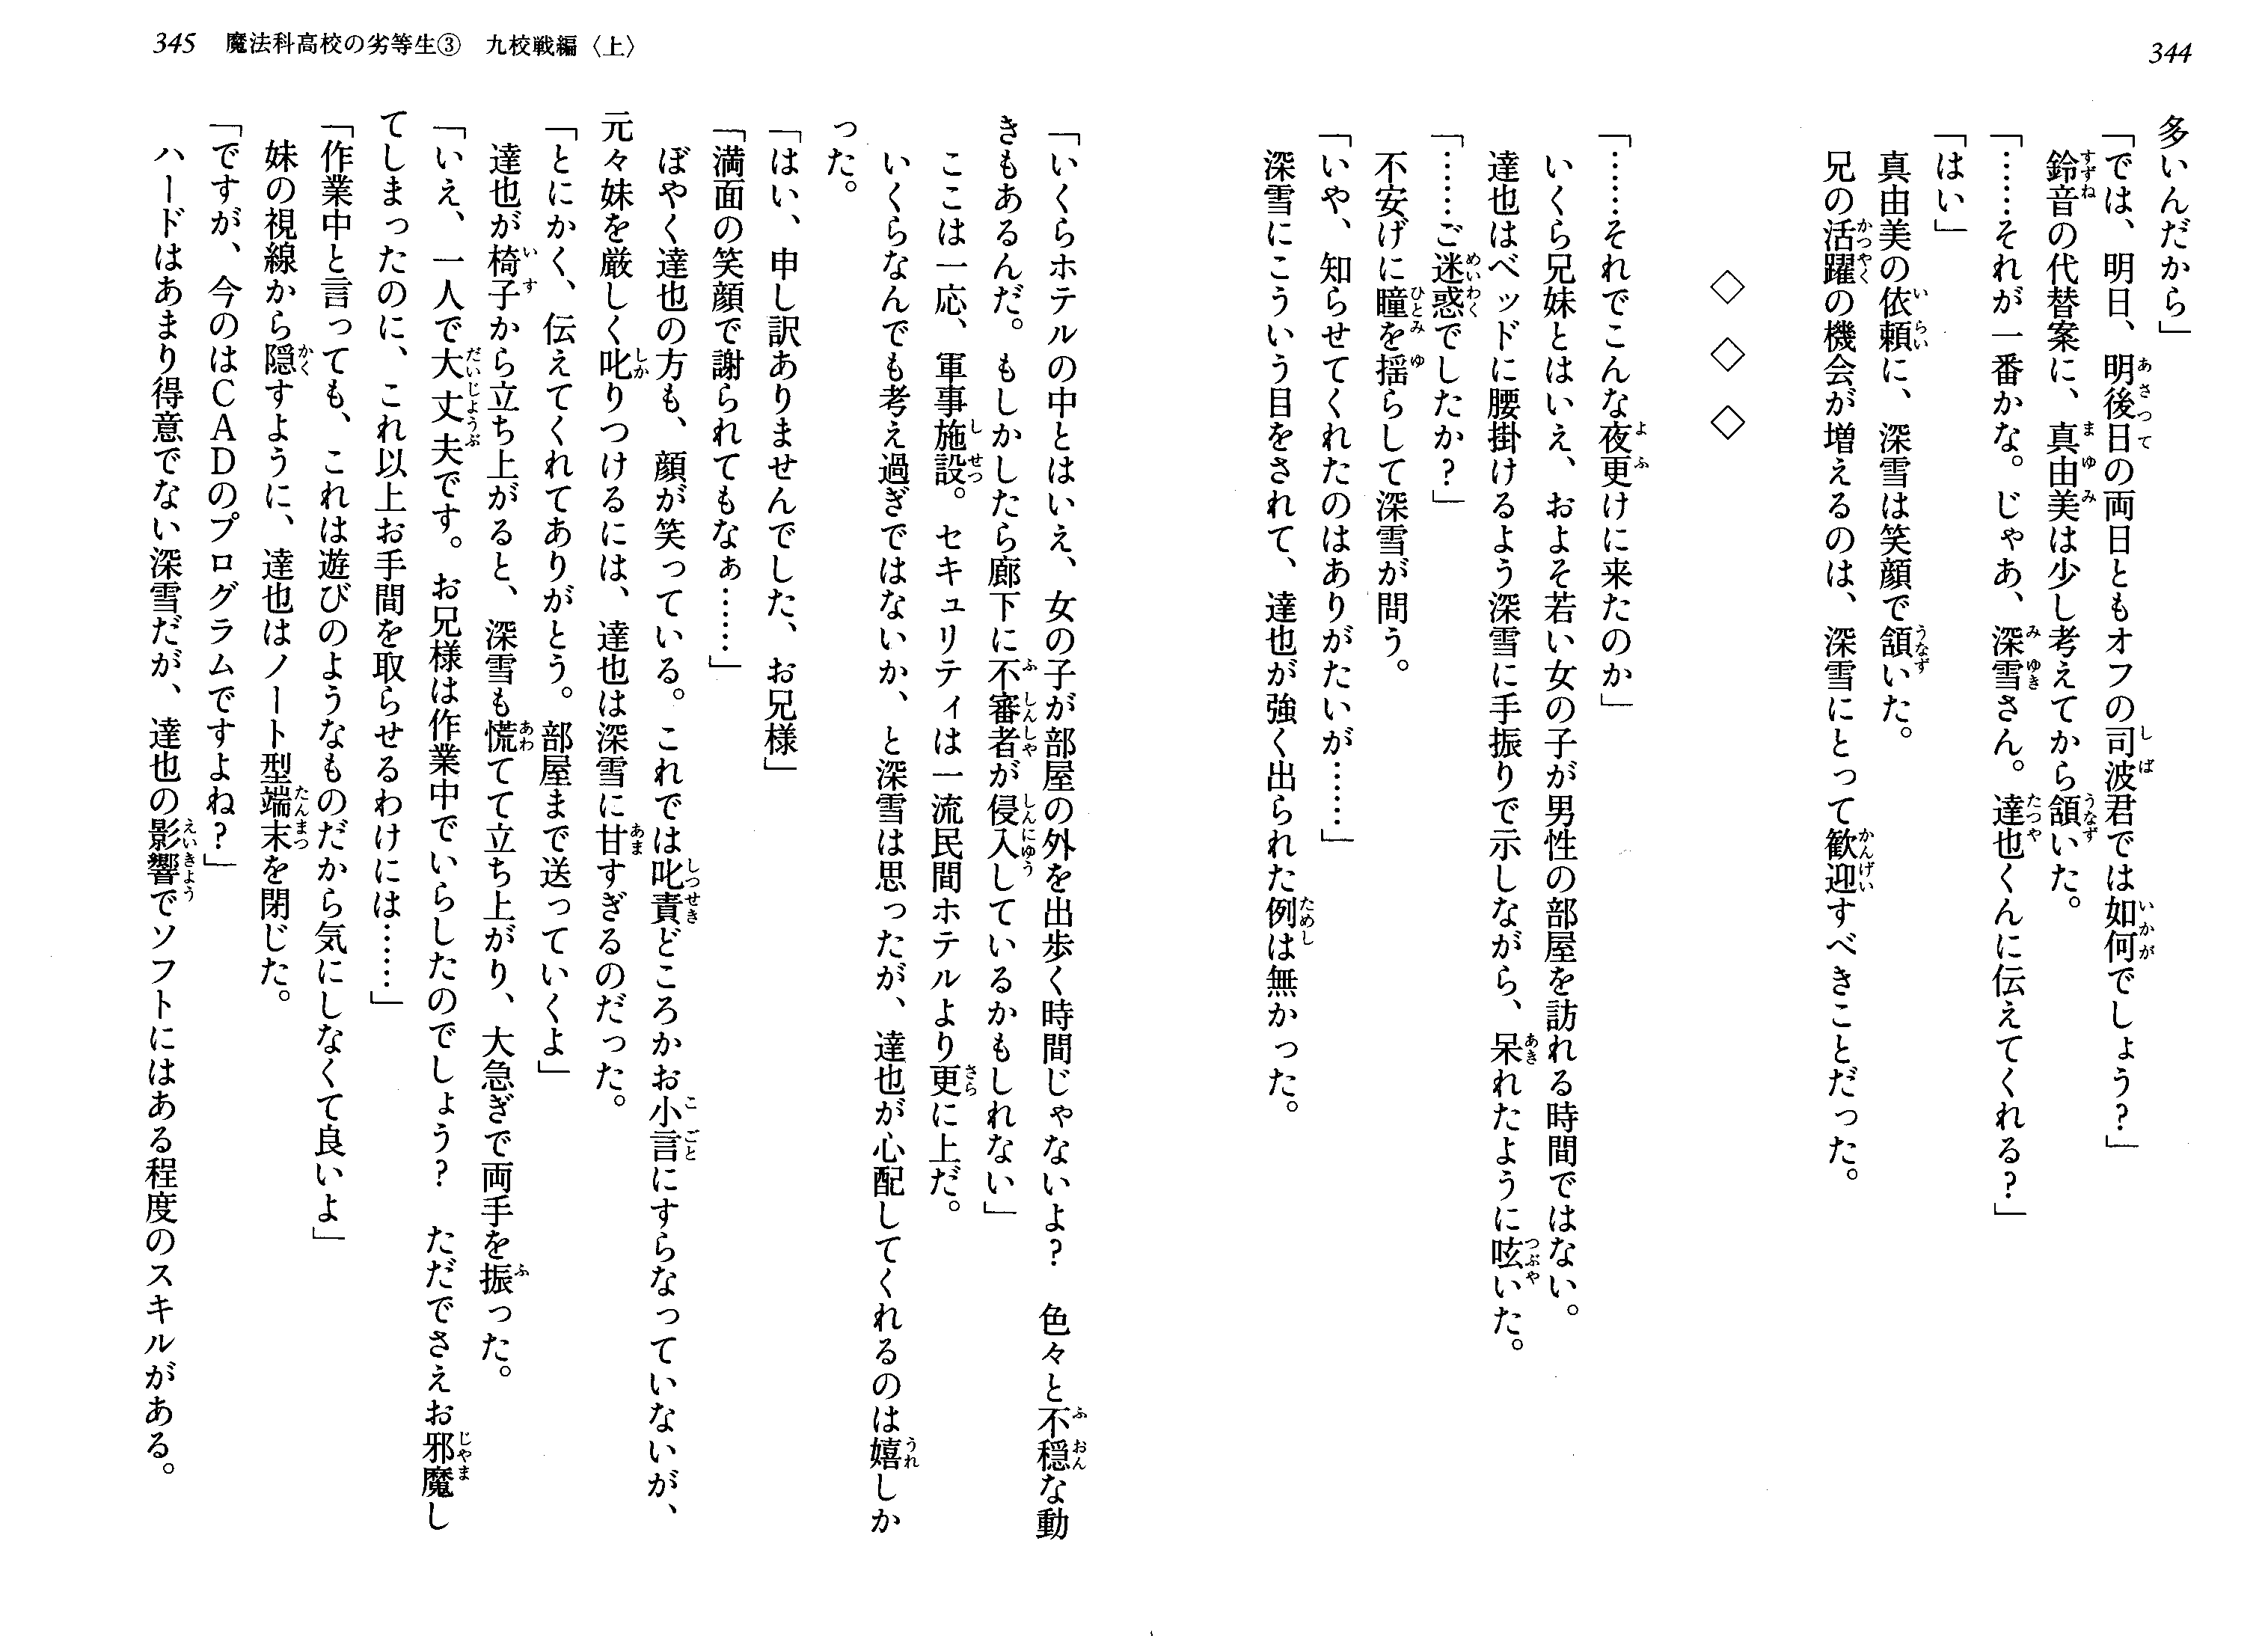 344
多いんだから」
「では、明日、明後日の両日ともオフの司波君では如何でしょう？」
鈴音の代替案に、真由美は少し考えてから頷いた。
「……それが一番かな。じゃあ、深雪さん。達也くんに伝えてくれる？」
「はい」
真由美の依頼に、深雪は笑顔で頷いた。
兄の活躍の機会が増えるのは、深雪にとって歓迎すべきことだった。
◇　◇　◇
「……それでこんな夜更けに来たのか」
いくら兄妹とはいえ、およそ若い女の子が男性の部屋を訪れる時間ではない。
達也はベッドに腰掛けるよう深雪に手振りで示しながら、呆れたように呟いた。
「……ご迷惑でしたか？」
不安げに瞳を揺らして深雪が問う。
「いや、知らせてくれたのはありがたいが……」
深雪にこういう目をされて、達也が強く出られた例は無かった。
345　魔法科高校の劣等生③　九校戦編〈上〉
「いくらホテルの中とはいえ、女の子が部屋の外を出歩く時間じゃないよ？　色々と不穏な動
きもあるんだ。もしかしたら廊下に不審者が侵入しているかもしれない」
ここは一応、軍事施設。セキュリティは一流民間ホテルより更に上だ。
いくらなんでも考え過ぎではないか、と深雪は思ったが、達也が心配してくれるのは嬉しか
った。
「はい、申し訳ありませんでした、お兄様」
「満面の笑顔で謝られてもなぁ……」
ぼやく達也の方も、顔が笑っている。これでは叱責どころかお小言にすらなっていないが、
元々妹を厳しく叱りつけるには、達也は深雪に甘すぎるのだった。
「とにかく、伝えてくれてありがとう。部屋まで送っていくよ」
達也が椅子から立ち上がると、深雪も慌てて立ち上がり、大急ぎで両手を振った。
「いえ、一人で大丈夫です。お兄様は作業中でいらしたのでしょう？　ただでさえお邪魔し
てしまったのに、これ以上お手間を取らせるわけには……」
「作業中と言っても、これは遊びのようなものだから気にしなくて良いよ」
妹の視線から隠すように、達也はノート型端末を閉じた。
「ですが、今のはＣＡＤのプログラムですよね？」
ハードはあまり得意でない深雪だが、達也の影響でソフトにはある程度のスキルがある。